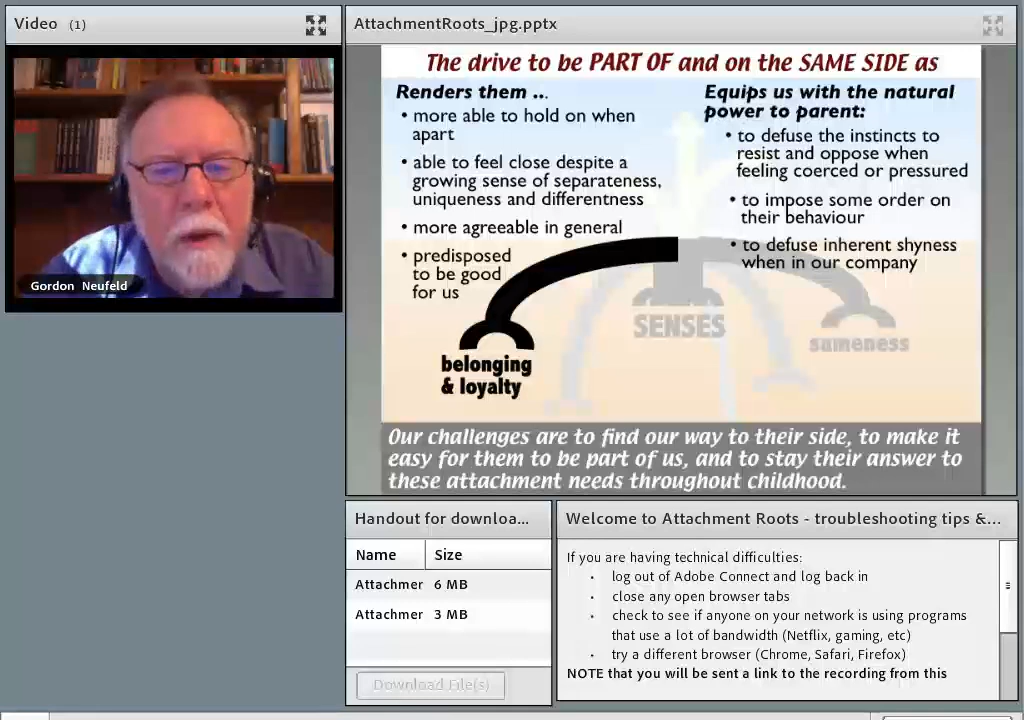 Video (1)
Gordon Neufeld
AttachmentRoots_jpg.pptx
The drive to be PART OF and on the SAME SIDE as
Renders them ...
• more able to hold on when
apart
• able to feel close despite a
growing sense of separateness,
uniqueness and differentness
• more agreeable in general
• predisposed
to be good
for us
Equips us with the natural
power to parent:
• to defuse the instincts to
resist and oppose when
feeling coerced or pressured
• to impose some order on
their behaviour
• to defuse inherent shyness
when in our company
SENSES
sameness
belonging
& loyalty
Our challenges are to find our way to their side, to make it
easy for them to be part of us, and to stay their answer to
these attachment needs throughout childhood.
Handout for downloa...
Name Size
Attachmer 6 MB
Attachmer 3 MB
Download File(s)
Welcome to Attachment Roots - troubleshooting tips &...
If you are having technical difficulties:
• log out of Adobe Connect and log back in
• close any open browser tabs
• check to see if anyone on your network is using programs
that use a lot of bandwidth (Netflix, gaming, etc)
• try a different browser (Chrome, Safari, Firefox)
NOTE that you will be sent a link to the recording from this